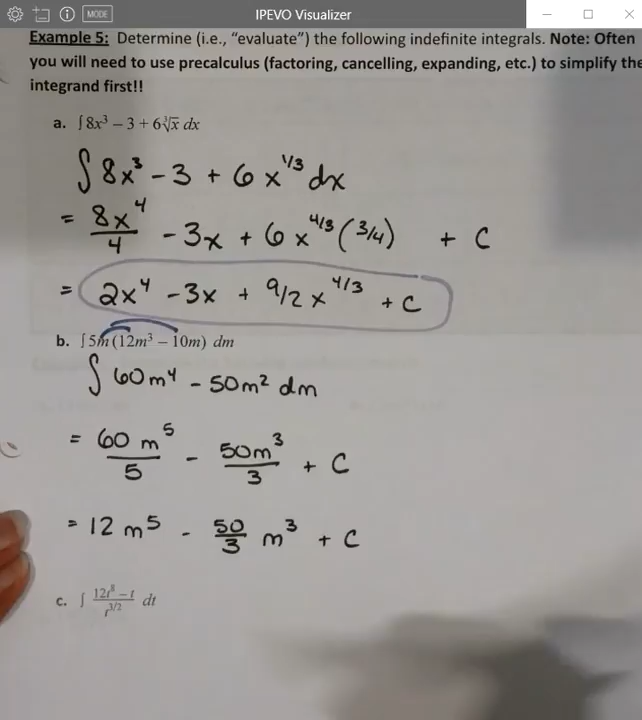 MODE IPEVO Visualizer
Example 5: Determine (i.e., “evaluate”) the following indefinite integrals. Note: Often
you will need to use precalculus (factoring, cancelling, expanding, etc.) to simplify the
integrand first!!
a. ∫ 8x³ − 3 + 6∛x dx
∫ 8x³ - 3 + 6x^1/3 dx
= 8x⁴/4 - 3x + 6x^4/3 (3/4) + C
= 2x⁴ - 3x + 9/2 x^4/3 + C
b. ∫ 5m(12m³ − 10m) dm
∫ 60m⁴ - 50m² dm
= 60m⁵/5 - 50m³/3 + C
= 12m⁵ - 50/3 m³ + C
c. ∫ (12t⁸ − t)/t^3/2 dt